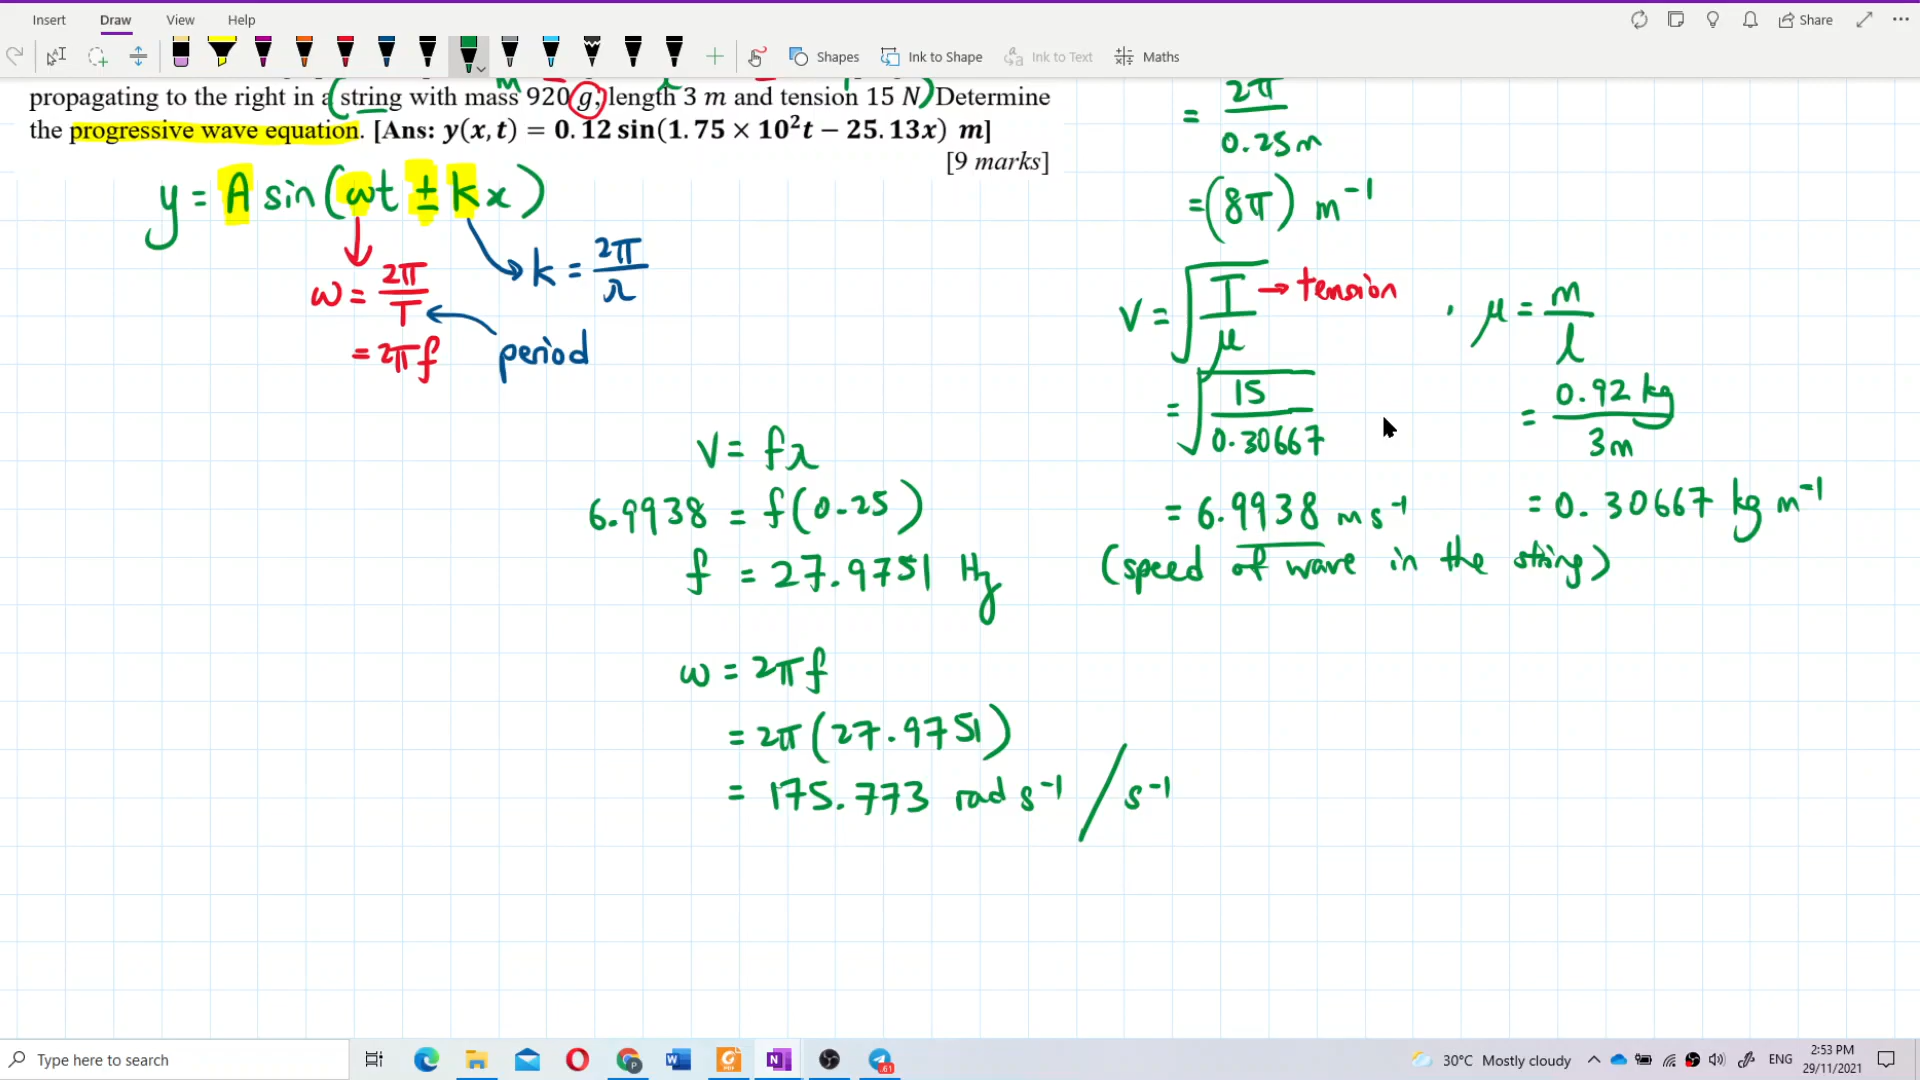 Insert Draw View Help
Share
Shapes Ink to Shape Ink to Text Maths
propagating to the right in a string with mass 920 g, length 3 m and tension 15 N. Determine
the progressive wave equation. [Ans: y(x, t) = 0.12 sin(1.75 × 10²t − 25.13x) m]
[9 marks]
y = A sin(ωt ± kx)
ω = 2π/T
= 2πf
period
k = 2π/λ
v = fλ
6.9938 = f(0.25)
f = 27.9751 Hz
ω = 2πf
= 2π(27.9751)
= 175.773 rad s⁻¹ / s⁻¹
= 2π/0.25m
= (8π) m⁻¹
v = √(T/μ) → tension
= √(15/0.30667)
= 6.9938 ms⁻¹
(speed of wave in the string)
, μ = m/l
= 0.92 kg/3m
= 0.30667 kg m⁻¹
Type here to search
61
30°C Mostly cloudy
ENG
2:53 PM
29/11/2021